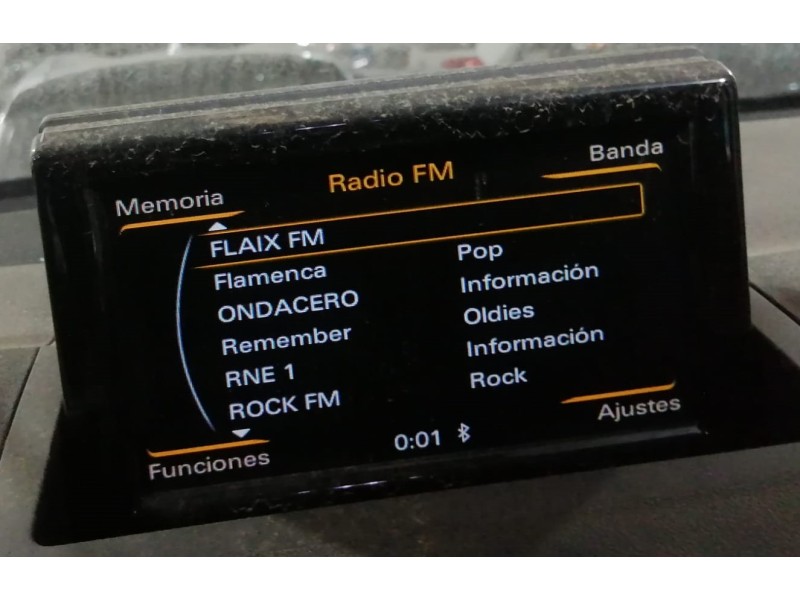 Radio FM
Memoria
Banda
FLAIX FM
Flamenca Pop
ONDACERO Información
Remember Oldies
RNE 1 Información
ROCK FM Rock
Funciones
0:01
Ajustes